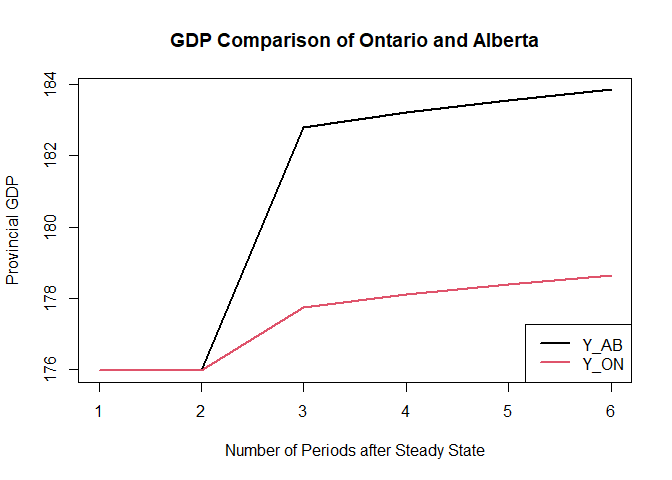 GDP Comparison of Ontario and Alberta
184
182
180
178
176
Provincial GDP
Y_AB
Y_ON
1 2 3 4 5 6
Number of Periods after Steady State